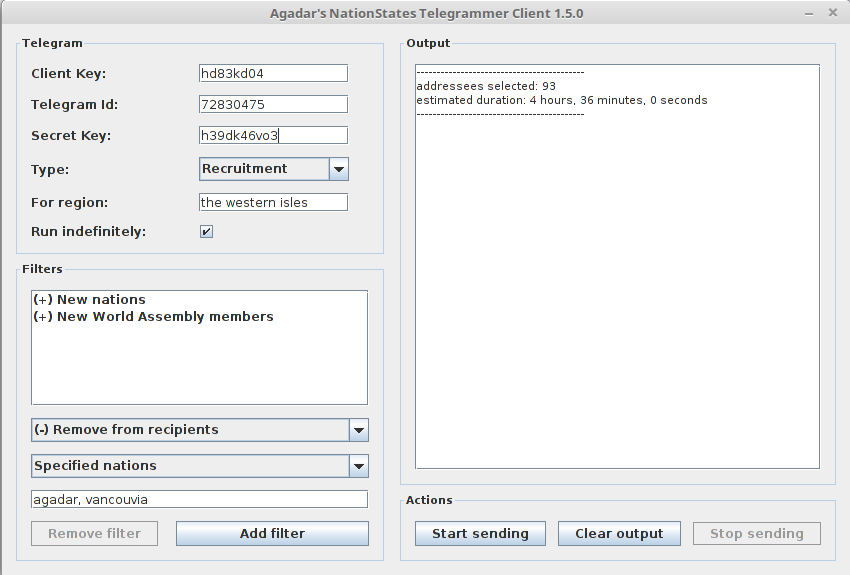 Agadar's NationStates Telegrammer Client 1.5.0
Telegram
Client Key: hd83kd04
Telegram Id: 72830475
Secret Key: h39dk46vo3
Type: Recruitment
For region: the western isles
Run indefinitely:
Filters
(+) New nations
(+) New World Assembly members
(-) Remove from recipients
Specified nations
agadar, vancouvia
Remove filter Add filter
Output
----------------------------------------
addressees selected: 93
estimated duration: 4 hours, 36 minutes, 0 seconds
----------------------------------------
Actions
Start sending Clear output Stop sending